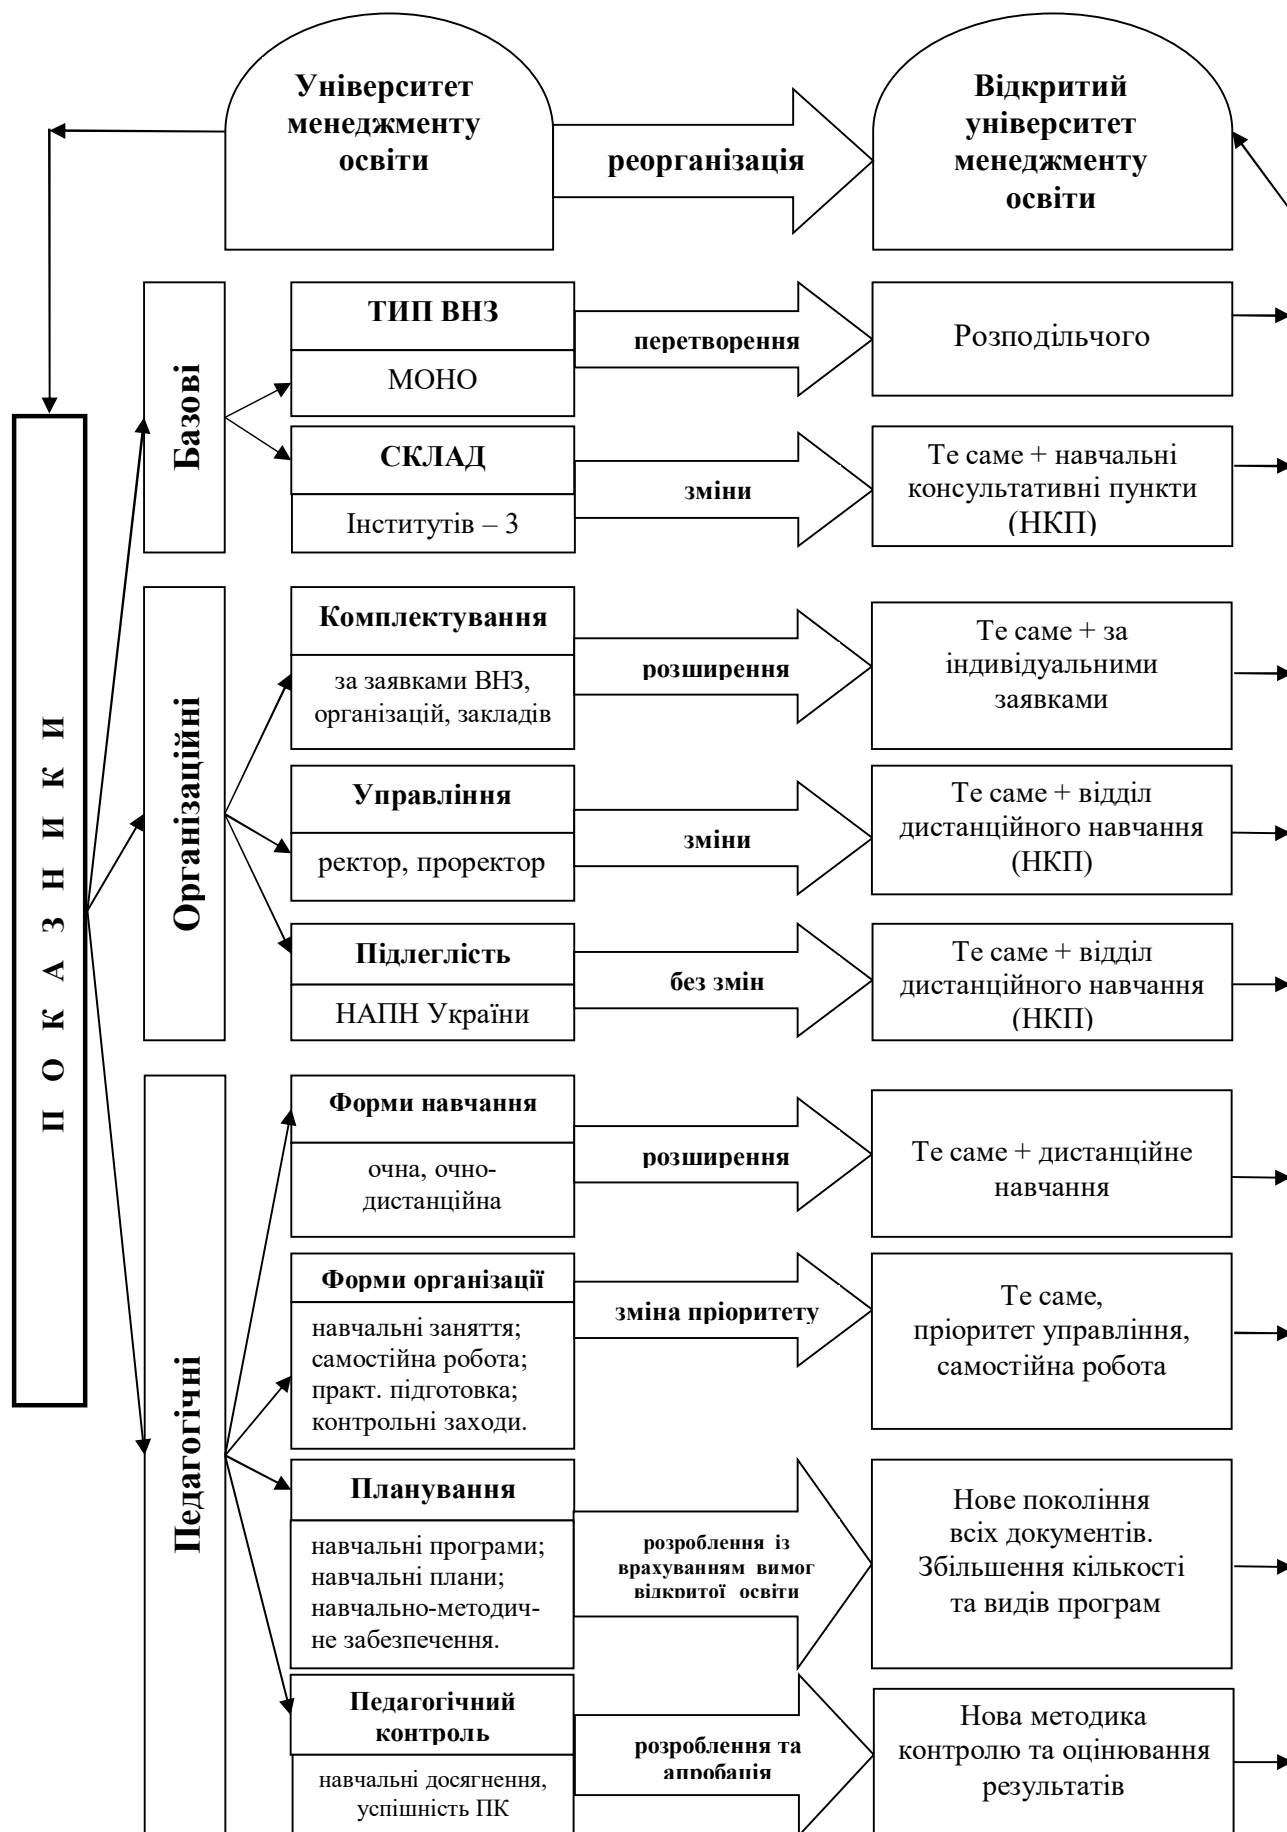 Університет
менеджменту
освіти
реорганізація
Відкритий
університет
менеджменту
освіти
П О К А З Н И К И
Базові
ТИП ВНЗ
МОНО
перетворення
Розподільчого
СКЛАД
Інститутів – 3
зміни
Те саме + навчальні
консультативні пункти
(НКП)
Організаційні
Комплектування
за заявками ВНЗ,
організацій, закладів
розширення
Те саме + за
індивідуальними
заявками
Управління
ректор, проректор
зміни
Те саме + відділ
дистанційного навчання
(НКП)
Підлеглість
НАПН України
без змін
Те саме + відділ
дистанційного навчання
(НКП)
Педагогічні
Форми навчання
очна, очно-
дистанційна
розширення
Те саме + дистанційне
навчання
Форми організації
навчальні заняття;
самостійна робота;
практ. підготовка;
контрольні заходи.
зміна пріоритету
Те саме,
пріоритет управління,
самостійна робота
Планування
навчальні програми;
навчальні плани;
навчально-методич-
не забезпечення.
розроблення із
врахуванням вимог
відкритої освіти
Нове покоління
всіх документів.
Збільшення кількості
та видів програм
Педагогічний
контроль
навчальні досягнення,
успішність ПК
розроблення та
апробація
Нова методика
контролю та оцінювання
результатів